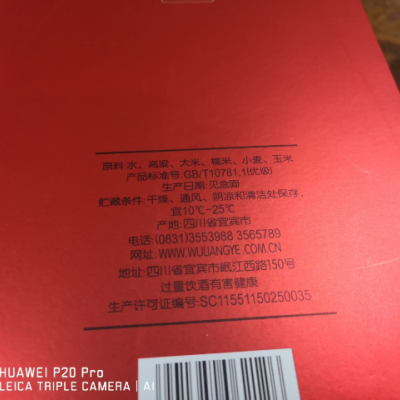 原料:水、高粱、大米、糯米、小麦、玉米
产品标准号:GB/T10781.1(优级)
生产日期:见盒面
贮藏条件:干燥、通风、阴凉和清洁处保存,
宜10℃-25℃
产地:四川省宜宾市
电话:(0831)3553988 3565789
网址:WWW.WULIANGYE.COM.CN
地址:四川省宜宾市岷江西路150号
过量饮酒有害健康
生产许可证编号:SC11551150250035
HUAWEI P20 Pro
LEICA TRIPLE CAMERA | AI